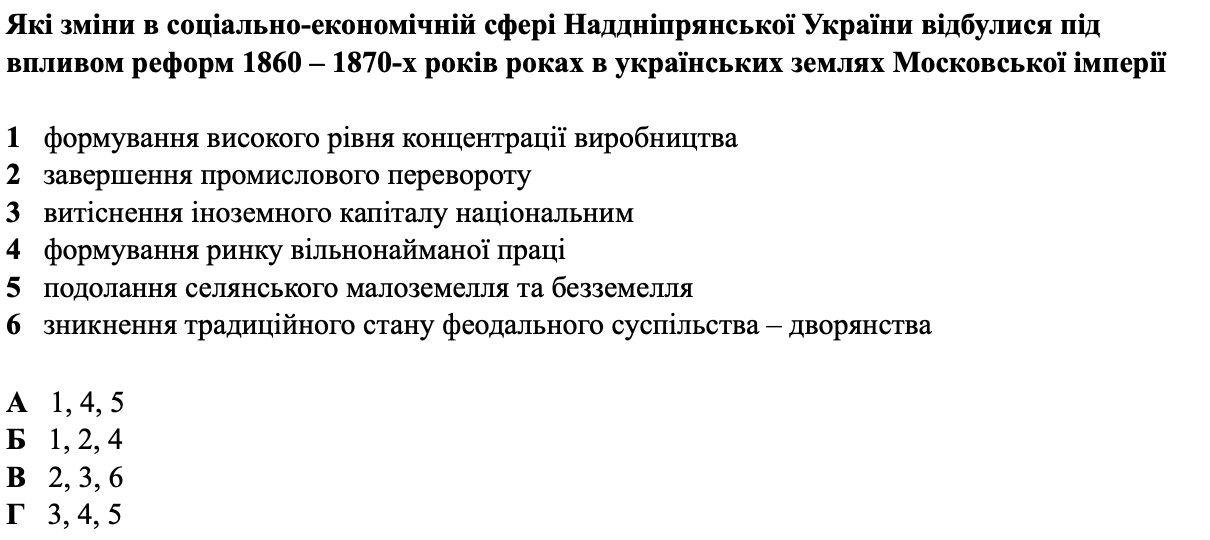 Які зміни в соціально-економічній сфері Наддніпрянської України відбулися під
впливом реформ 1860 – 1870-х років роках в українських землях Московської імперії
1 формування високого рівня концентрації виробництва
2 завершення промислового перевороту
3 витіснення іноземного капіталу національним
4 формування ринку вільнонайманої праці
5 подолання селянського малоземелля та безземелля
6 зникнення традиційного стану феодального суспільства – дворянства
А 1, 4, 5
Б 1, 2, 4
В 2, 3, 6
Г 3, 4, 5